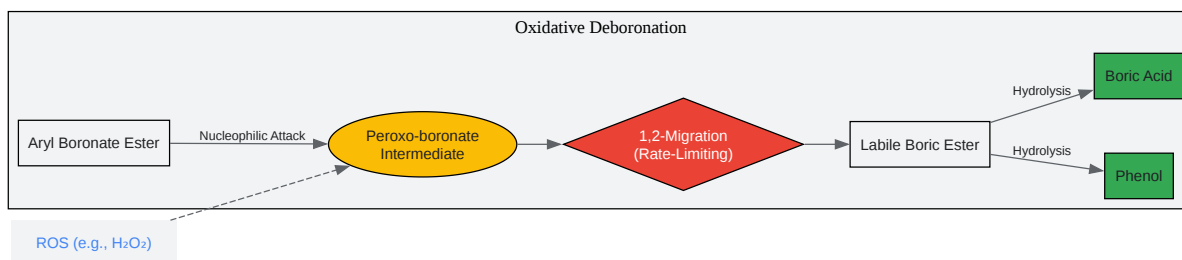 Oxidative Deboronation
Aryl Boronate Ester
Nucleophilic Attack
Peroxo-boronate
Intermediate
1,2-Migration
(Rate-Limiting)
Labile Boric Ester
Hydrolysis
Boric Acid
Hydrolysis
Phenol
ROS (e.g., H₂O₂)